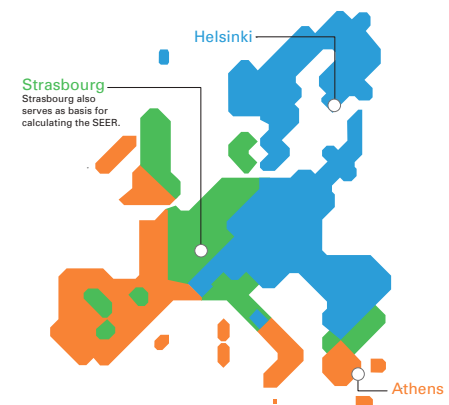 Helsinki
Strasbourg
Strasbourg also
serves as basis for
calculating the SEER.
Athens